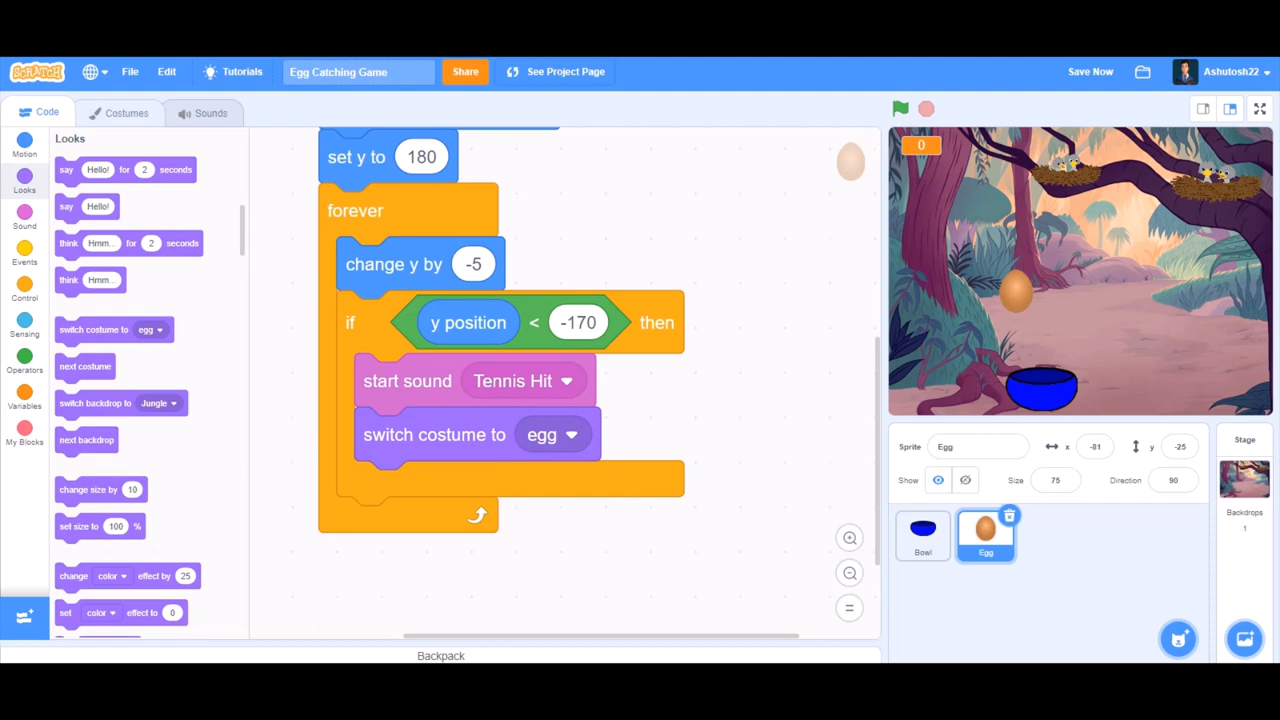 SCRATCH File Edit Tutorials Egg Catching Game Share See Project Page Save Now Ashutosh22
Code Costumes Sounds
Motion
Looks
Sound
Events
Control
Sensing
Operators
Variables
My Blocks
Looks
say Hello! for 2 seconds
say Hello!
think Hmm... for 2 seconds
think Hmm...
switch costume to egg
next costume
switch backdrop to Jungle
next backdrop
change size by 10
set size to 100 %
change color effect by 25
set color effect to 0
set y to 180
forever
change y by -5
if y position < -170 then
start sound Tennis Hit
switch costume to egg
0
Sprite Egg x -81 y -25
Show Size 75 Direction 90
Bowl
Egg
Stage
Backdrops
1
Backpack